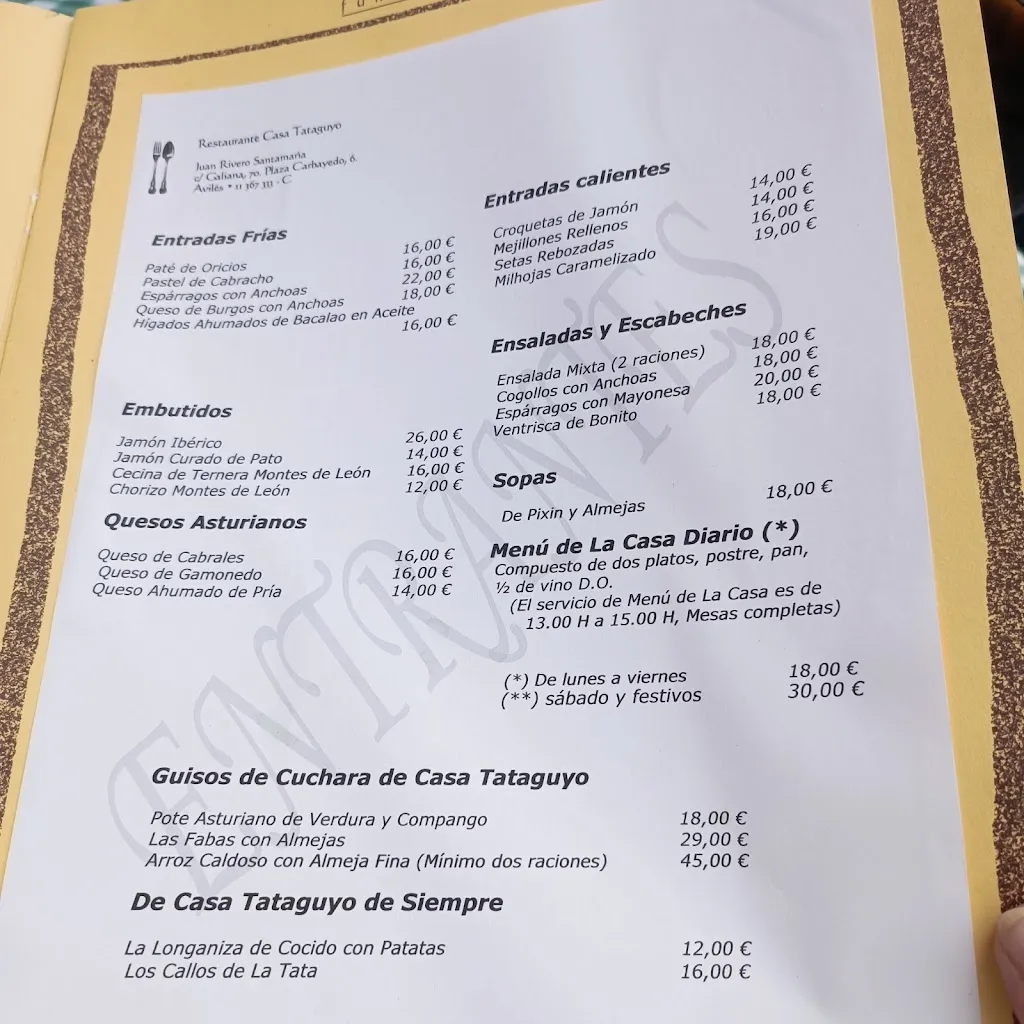 Restaurante Casa Tataguyo
Juan Rivero Santamaría
c/ Galiana, 70. Plaza Carbayedo, 6.
Avilés • 11 367 111 - C
Entradas Frías
Paté de Oricios 16,00 €
Pastel de Cabracho 16,00 €
Espárragos con Anchoas 22,00 €
Queso de Burgos con Anchoas 18,00 €
Hígados Ahumados de Bacalao en Aceite
16,00 €
Embutidos
Jamón Ibérico 26,00 €
Jamón Curado de Pato 14,00 €
Cecina de Ternera Montes de León 16,00 €
Chorizo Montes de León 12,00 €
Quesos Asturianos
Queso de Cabrales 16,00 €
Queso de Gamonedo 16,00 €
Queso Ahumado de Pría 14,00 €
Entradas calientes
Croquetas de Jamón 14,00 €
Mejillones Rellenos 14,00 €
Setas Rebozadas 16,00 €
Milhojas Caramelizado 19,00 €
Ensaladas y Escabeches
Ensalada Mixta (2 raciones) 18,00 €
Cogollos con Anchoas 18,00 €
Espárragos con Mayonesa 20,00 €
Ventrisca de Bonito 18,00 €
Sopas
De Pixin y Almejas 18,00 €
Menú de La Casa Diario (*)
Compuesto de dos platos, postre, pan,
½ de vino D.O.
(El servicio de Menú de La Casa es de
13.00 H a 15.00 H, Mesas completas)
(*) De lunes a viernes 18,00 €
(**) sábado y festivos 30,00 €
Guisos de Cuchara de Casa Tataguyo
Pote Asturiano de Verdura y Compango 18,00 €
Las Fabas con Almejas 29,00 €
Arroz Caldoso con Almeja Fina (Mínimo dos raciones) 45,00 €
De Casa Tataguyo de Siempre
La Longaniza de Cocido con Patatas 12,00 €
Los Callos de La Tata 16,00 €
ENTRANTES